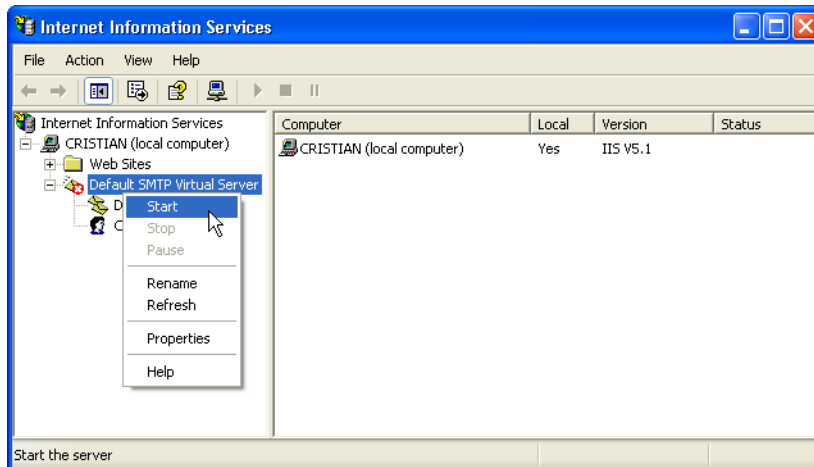 Internet Information Services
File Action View Help
Internet Information Services
CRISTIAN (local computer)
Web Sites
Default SMTP Virtual Server
D
C
Start
Stop
Pause
Rename
Refresh
Properties
Help
Computer Local Version Status
CRISTIAN (local computer) Yes IIS V5.1
Start the server